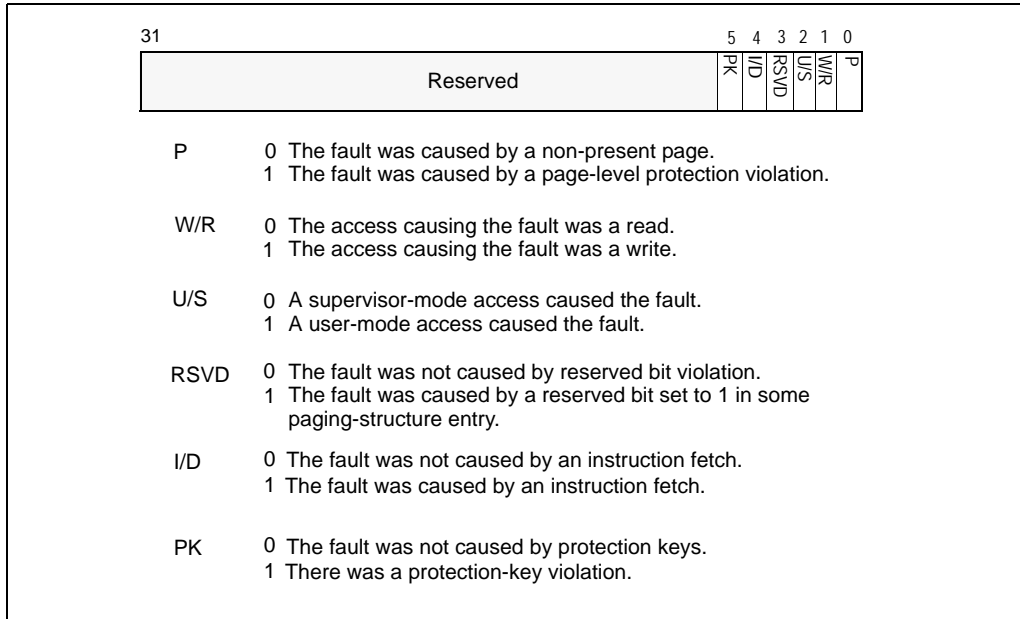 31 5 4 3 2 1 0
Reserved PK I/D RSVD U/S W/R P
P 0 The fault was caused by a non-present page.
1 The fault was caused by a page-level protection violation.
W/R 0 The access causing the fault was a read.
1 The access causing the fault was a write.
U/S 0 A supervisor-mode access caused the fault.
1 A user-mode access caused the fault.
RSVD 0 The fault was not caused by reserved bit violation.
1 The fault was caused by a reserved bit set to 1 in some
paging-structure entry.
I/D 0 The fault was not caused by an instruction fetch.
1 The fault was caused by an instruction fetch.
PK 0 The fault was not caused by protection keys.
1 There was a protection-key violation.